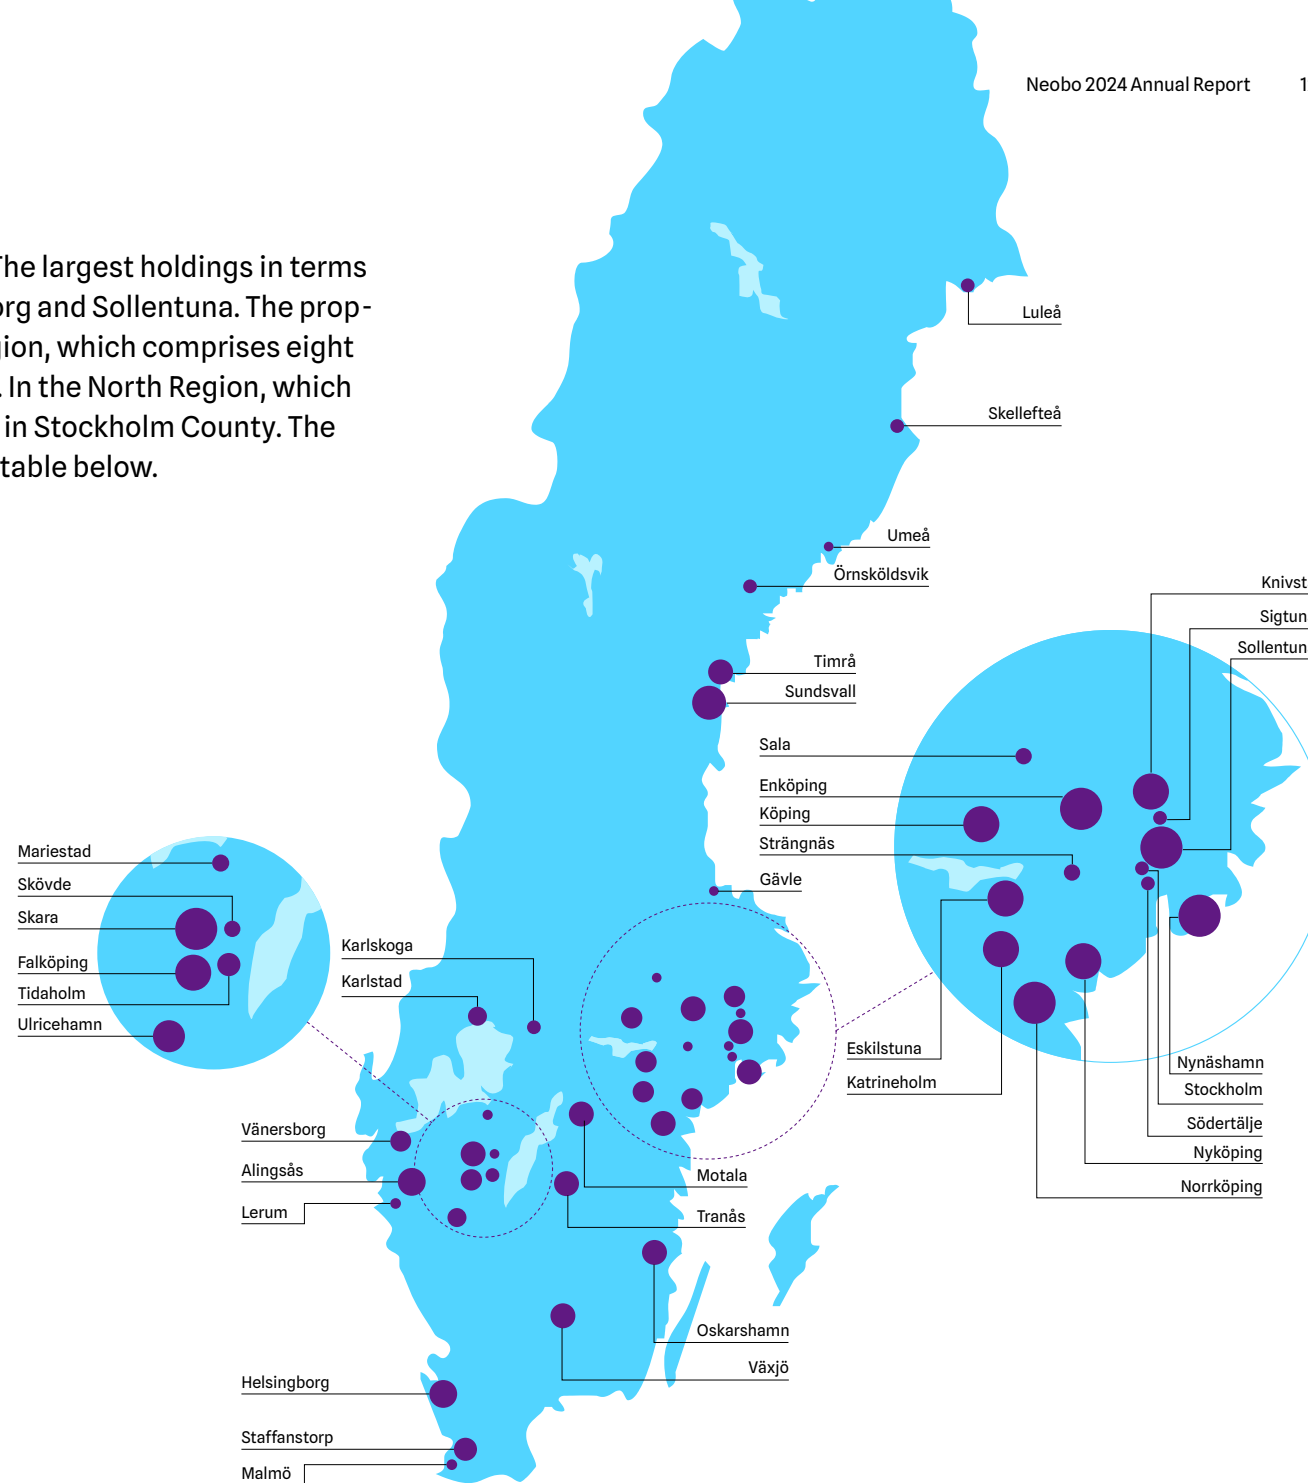 Neobo 2024 Annual Report 1
The largest holdings in terms
org and Sollentuna. The prop-
gion, which comprises eight
. In the North Region, which
in Stockholm County. The
table below.
Luleå
Skellefteå
Umeå
Örnsköldsvik
Knivst
Sigtun
Sollentun
Timrå
Sundsvall
Sala
Enköping
Köping
Strängnäs
Gävle
Mariestad
Skövde
Skara
Falköping
Tidaholm
Ulricehamn
Karlskoga
Karlstad
Eskilstuna
Katrineholm
Nynäshamn
Stockholm
Södertälje
Nyköping
Norrköping
Vänersborg
Alingsås
Lerum
Motala
Tranås
Oskarshamn
Växjö
Helsingborg
Staffanstorp
Malmö